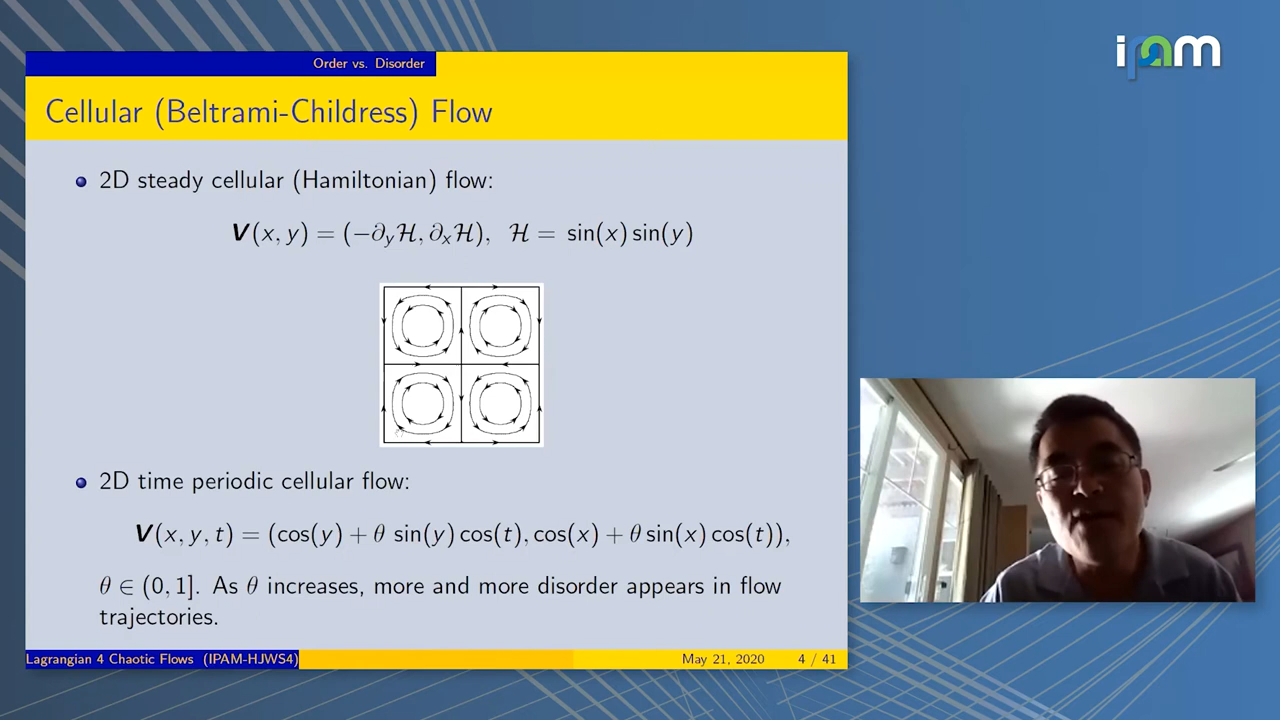 ipam
Order vs. Disorder
Cellular (Beltrami-Childress) Flow
2D steady cellular (Hamiltonian) flow:
V(x, y) = (−∂yH, ∂xH), H = sin(x) sin(y)
2D time periodic cellular flow:
V(x, y, t) = (cos(y) + θ sin(y) cos(t), cos(x) + θ sin(x) cos(t)),
θ ∈ (0, 1]. As θ increases, more and more disorder appears in flow
trajectories.
Lagrangian 4 Chaotic Flows (IPAM-HJWS4) May 21, 2020 4 / 41